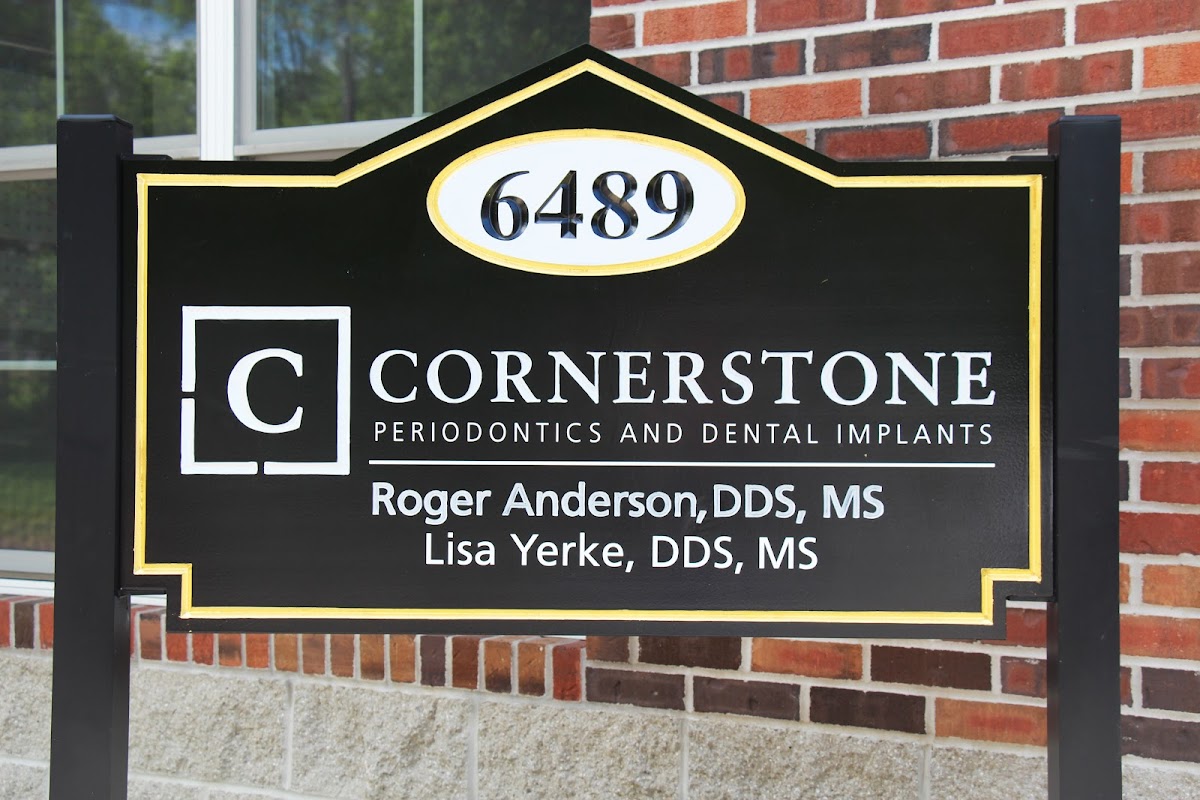 6489
C
CORNERSTONE
PERIODONTICS AND DENTAL IMPLANTS
Roger Anderson, DDS, MS
Lisa Yerke, DDS, MS